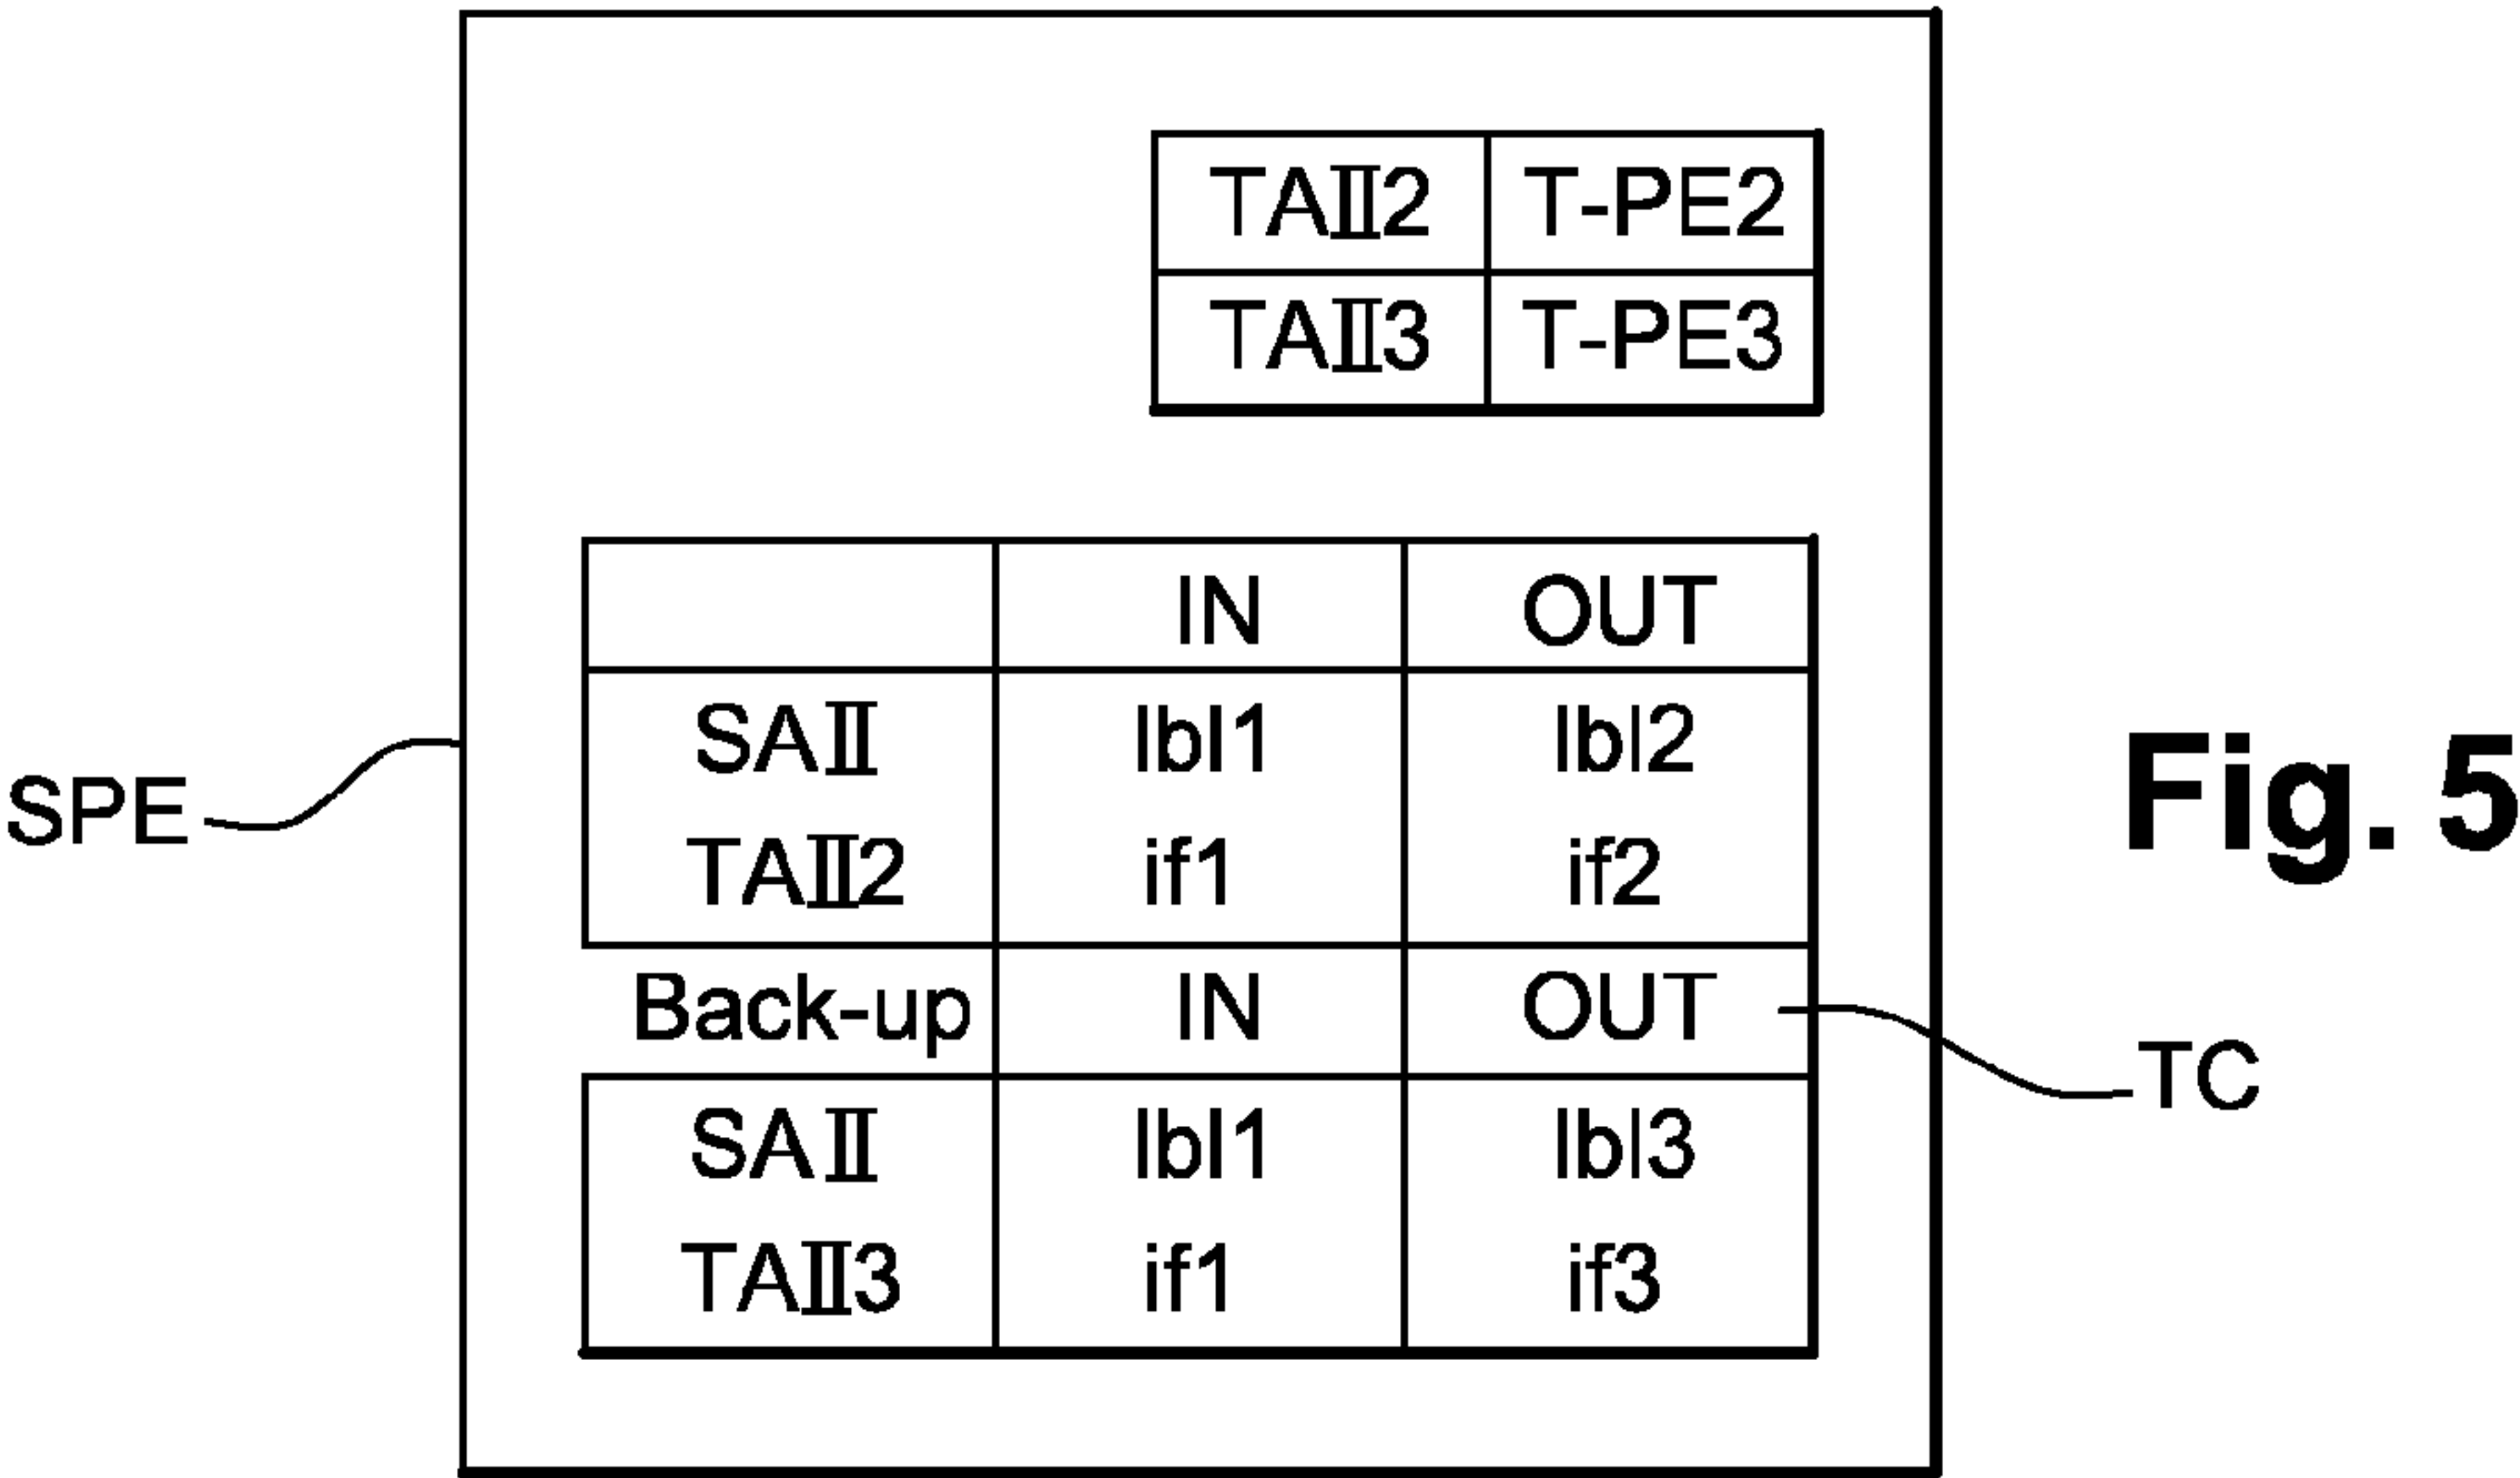 TAII2 T-PE2
TAII3 T-PE3
IN OUT
SAII lbl1 lbl2
TAII2 if1 if2
Back-up IN OUT
SAII lbl1 lbl3
TAII3 if1 if3
SPE
TC
Fig. 5